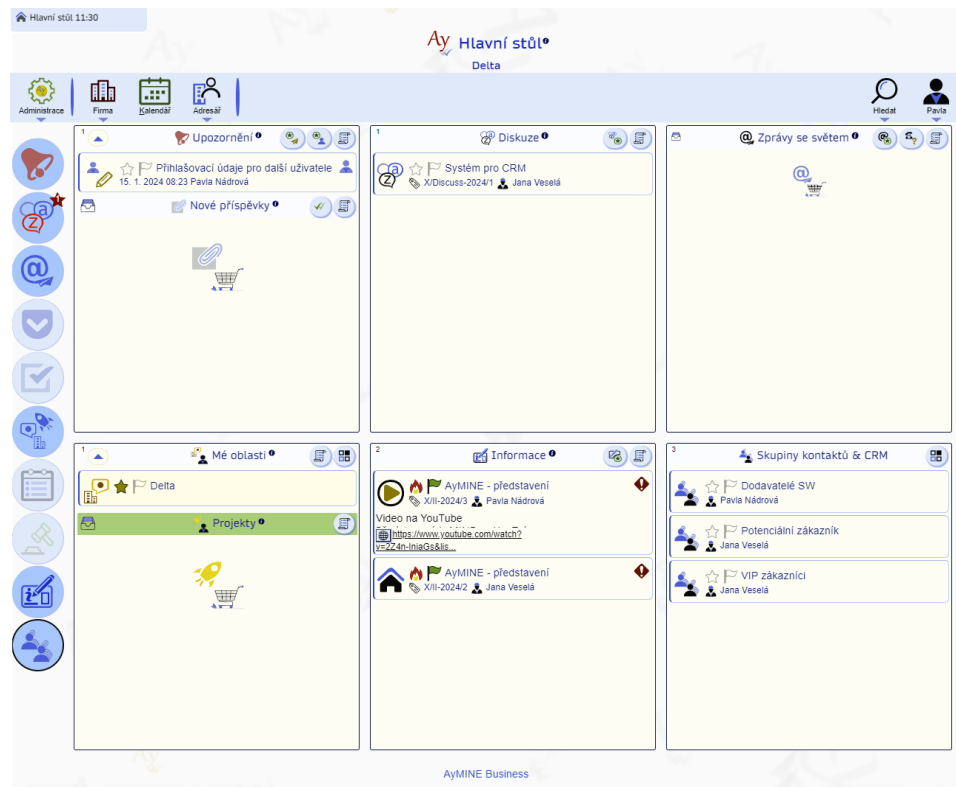 Hlavní stůl 11:30
Ay Hlavní stůl
Delta
Administrace
Firma
Kalendář
Adresář
Hledat
Pavla
1
Upozornění
Přihlašovací údaje pro další uživatele
15. 1. 2024 08:23 Pavla Nádrová
Nové příspěvky
1
Diskuze
Systém pro CRM
X/Discuss-2024/1 Jana Veselá
Zprávy se světem
1
Mé oblasti
Delta
Projekty
2
Informace
AyMINE - představení
X/II-2024/3 Pavla Nádrová
Video na YouTube
https://www.youtube.com/watch?
v=2Z4n-IniaGs&lis...
AyMINE - představení
X/II-2024/2 Jana Veselá
3
Skupiny kontaktů & CRM
Dodavatelé SW
Pavla Nádrová
Potenciální zákazník
Jana Veselá
VIP zákazníci
Jana Veselá
AyMINE Business